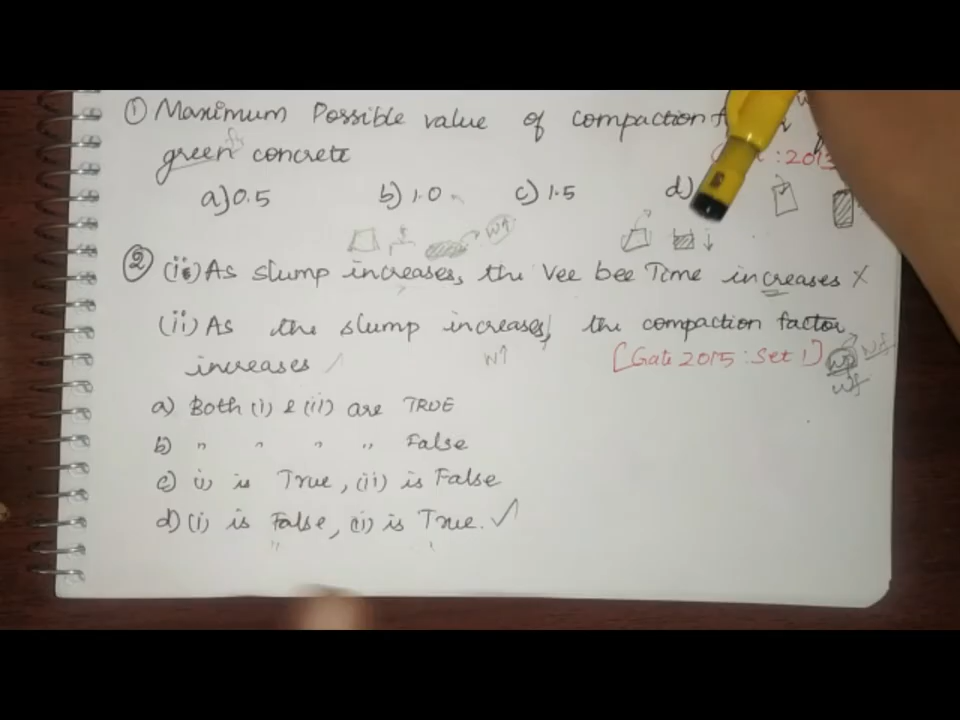 ① Maximum Possible value of compaction
green concrete : 2013
a) 0.5 b) 1.0 c) 1.5 d)
② (i) As slump increases, the Vee bee Time increases ×
(ii) As the slump increases, the compaction factor
increases W↑ [Gate 2015 : Set 1]
a) Both (i) & (ii) are TRUE
b) " " " " False
c) (i) is True, (ii) is False
d) (i) is False, (i) is True. ✓